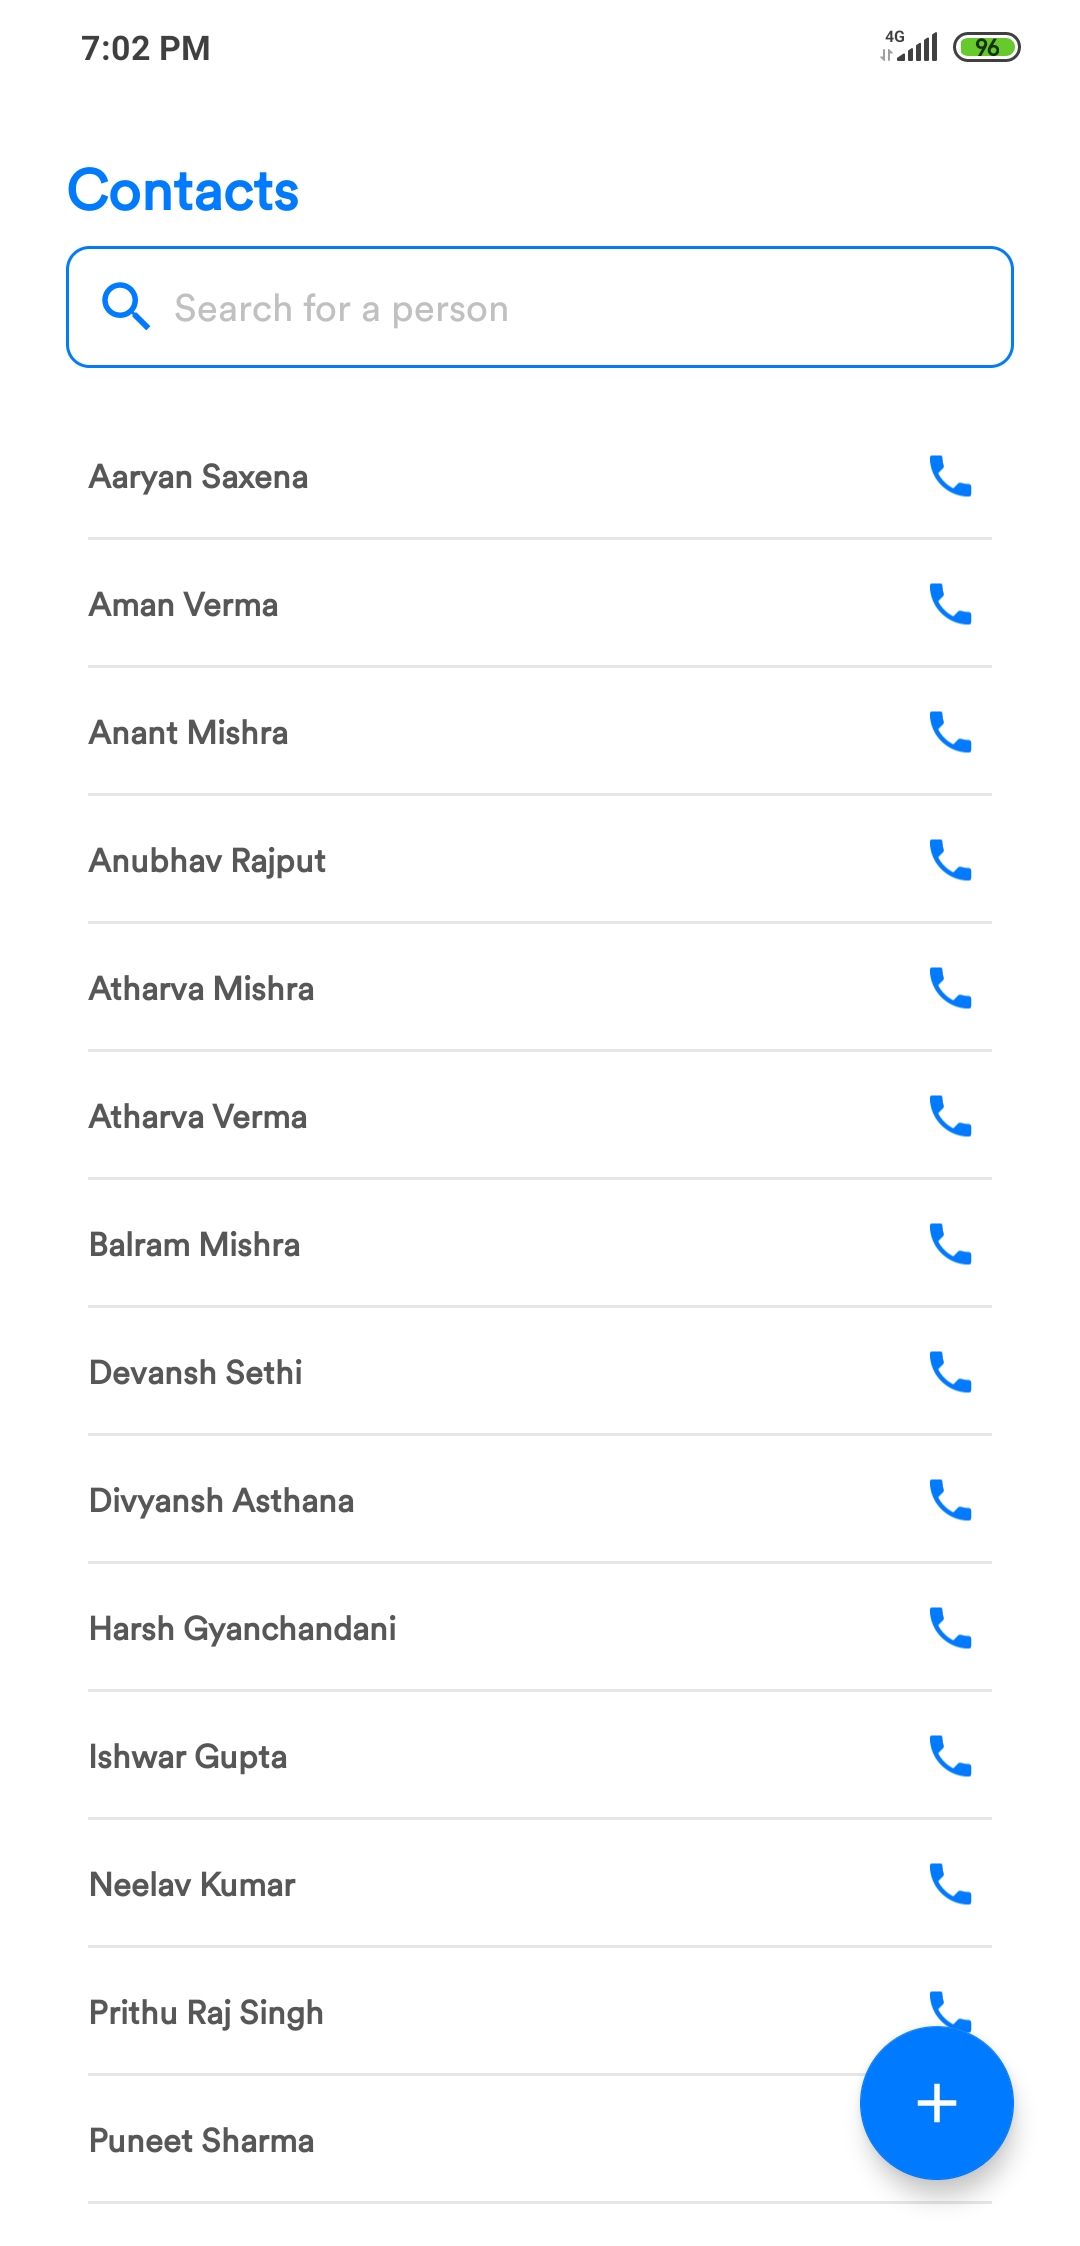 7:02 PM
4G
96
Contacts
Search for a person
Aaryan Saxena
Aman Verma
Anant Mishra
Anubhav Rajput
Atharva Mishra
Atharva Verma
Balram Mishra
Devansh Sethi
Divyansh Asthana
Harsh Gyanchandani
Ishwar Gupta
Neelav Kumar
Prithu Raj Singh
Puneet Sharma